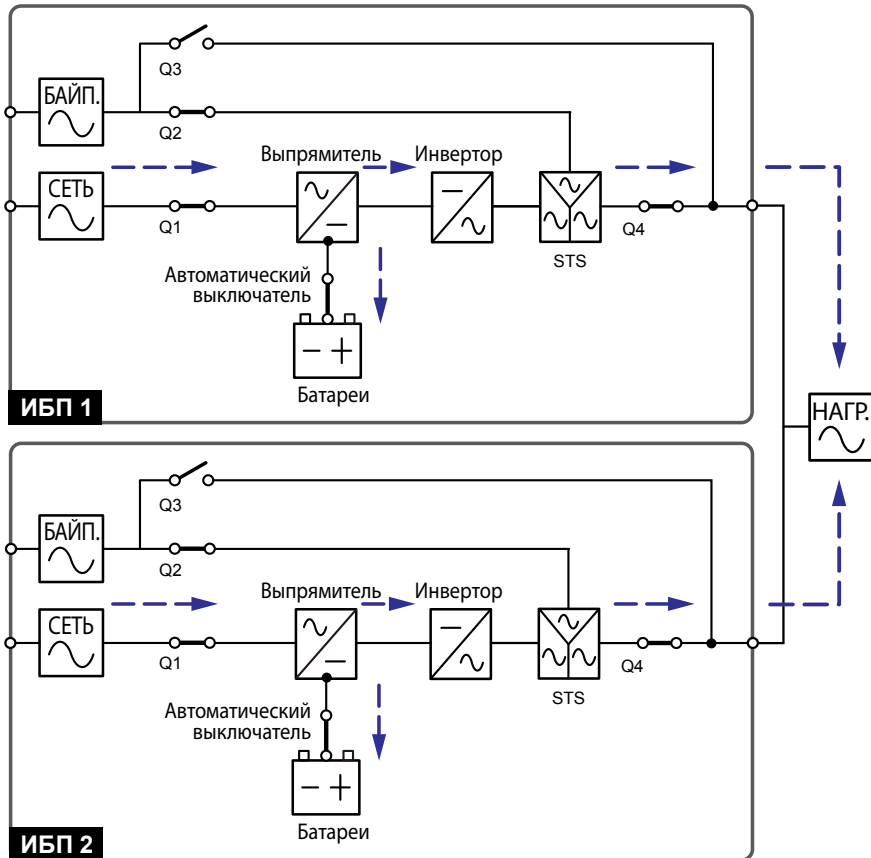 Q3
БАЙП.
Q2
Выпрямитель
Инвертор
СЕТЬ
Q1
Q4
STS
Автоматический
выключатель
Батареи
ИБП 1
НАГР.
Q3
БАЙП.
Q2
Выпрямитель
Инвертор
СЕТЬ
Q1
Q4
STS
Автоматический
выключатель
Батареи
ИБП 2